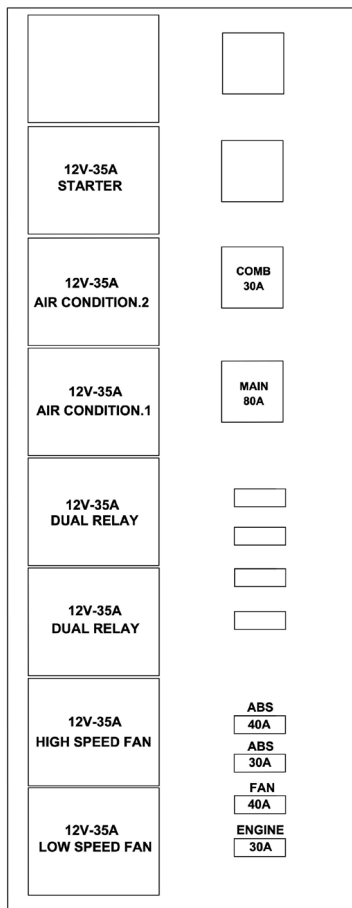 12V-35A
STARTER
12V-35A
AIR CONDITION.2
12V-35A
AIR CONDITION.1
12V-35A
DUAL RELAY
12V-35A
DUAL RELAY
12V-35A
HIGH SPEED FAN
12V-35A
LOW SPEED FAN
COMB
30A
MAIN
80A
ABS
40A
ABS
30A
FAN
40A
ENGINE
30A